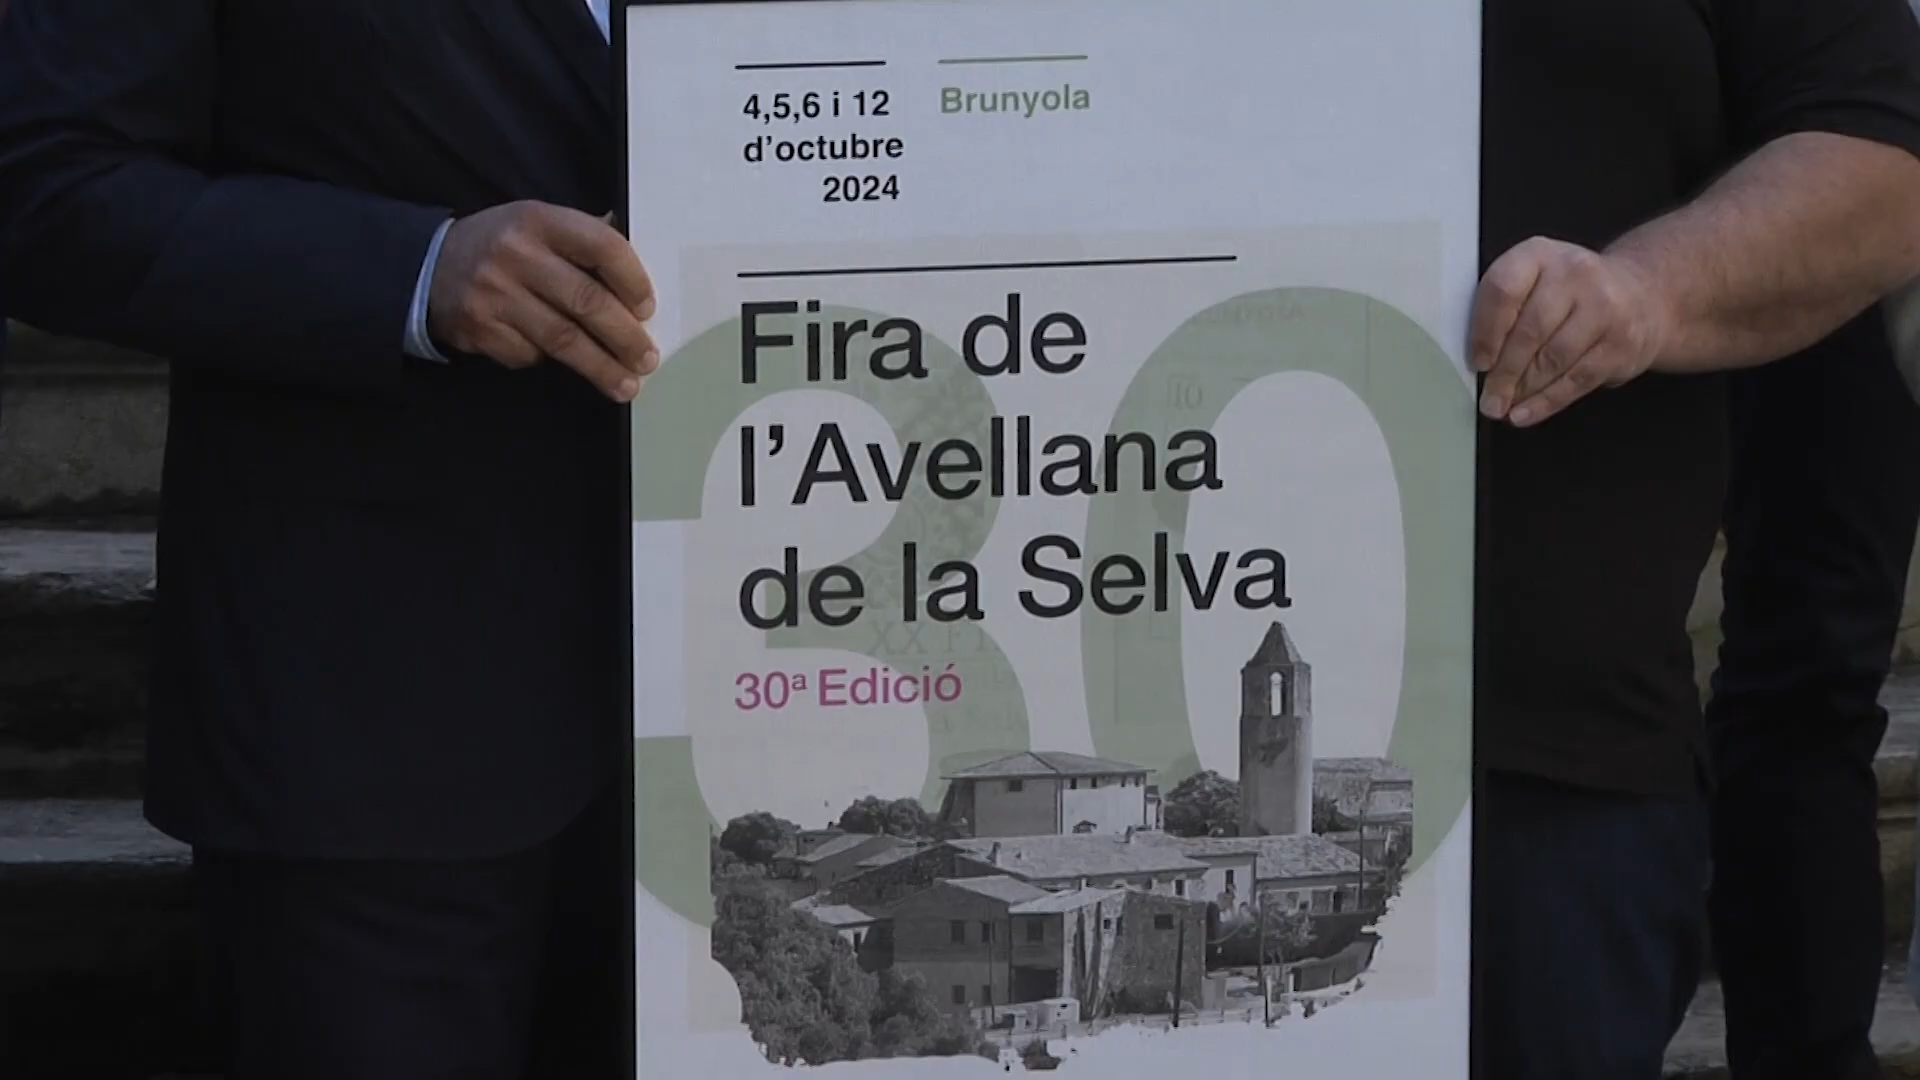 4,5,6 i 12
d'octubre
2024
Brunyola
Fira de
l'Avellana
de la Selva
30ª Edició